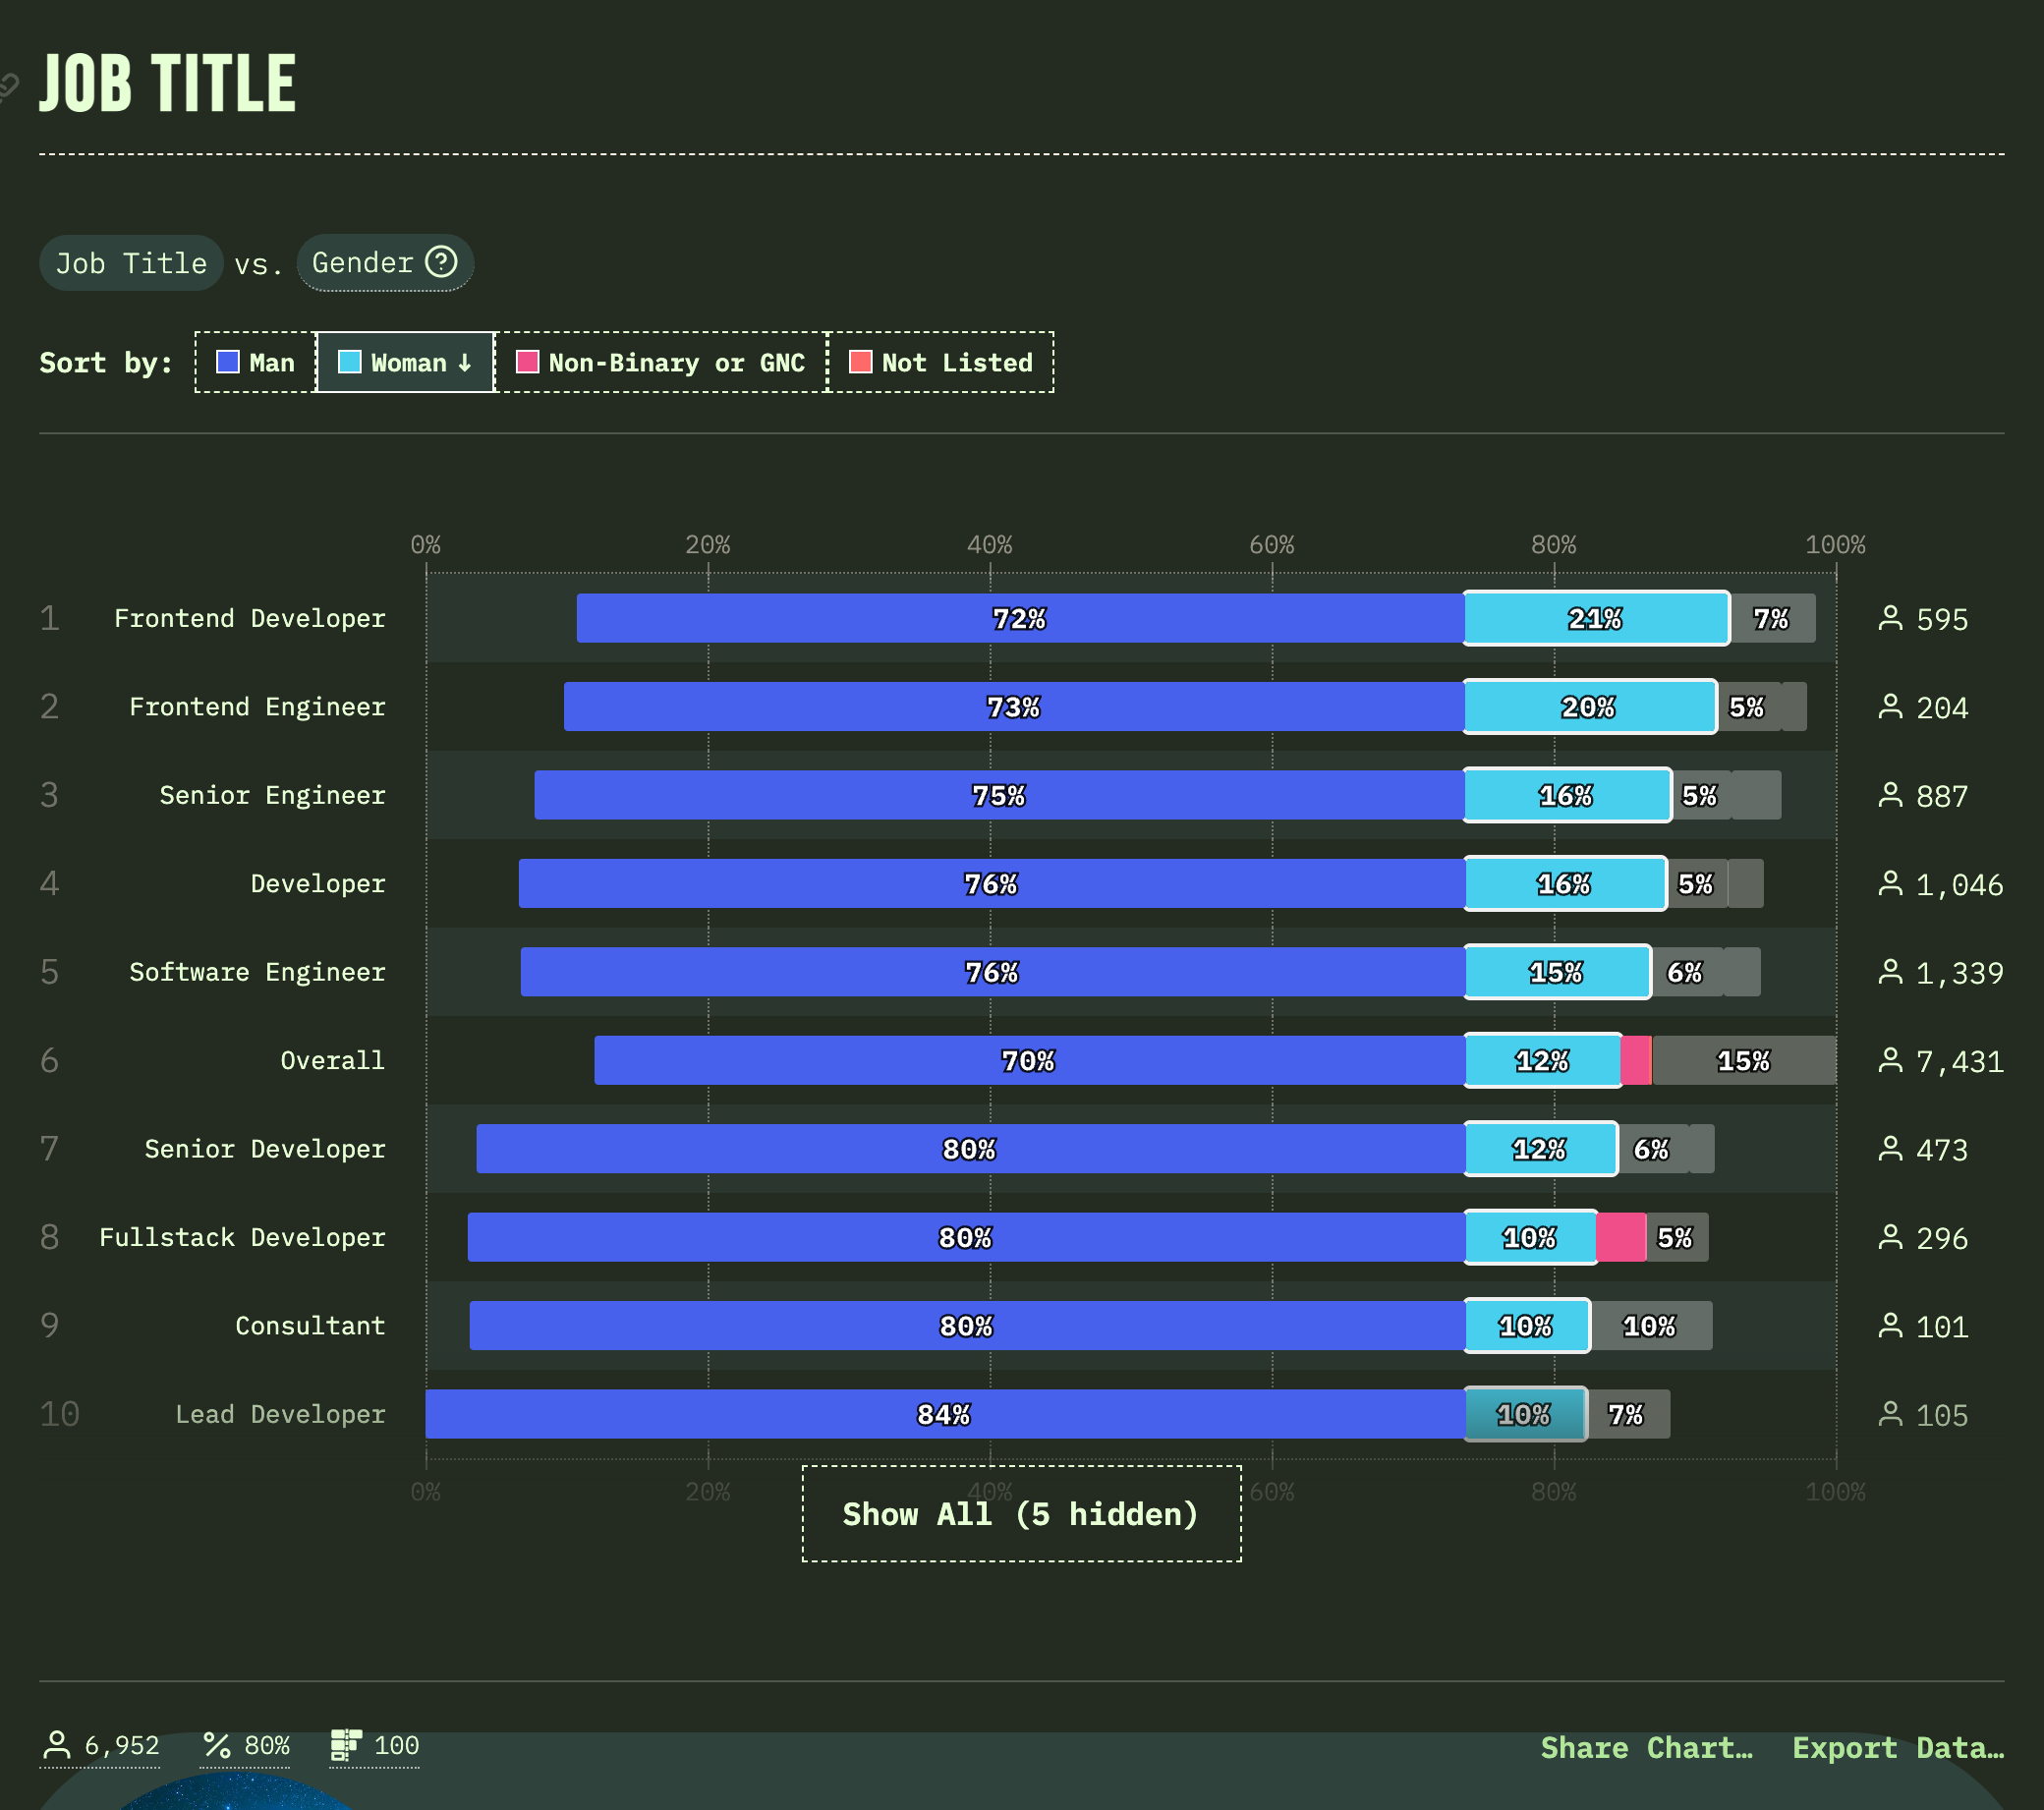 JOB TITLE
Job Title vs. Gender ?
Sort by: Man Woman ↓ Non-Binary or GNC Not Listed
0% 20% 40% 60% 80% 100%
1 Frontend Developer 72% 21% 7% 595
2 Frontend Engineer 73% 20% 5% 204
3 Senior Engineer 75% 16% 5% 887
4 Developer 76% 16% 5% 1,046
5 Software Engineer 76% 15% 6% 1,339
6 Overall 70% 12% 15% 7,431
7 Senior Developer 80% 12% 6% 473
8 Fullstack Developer 80% 10% 5% 296
9 Consultant 80% 10% 10% 101
10 Lead Developer 84% 10% 7% 105
0% 20% 40% 60% 80% 100%
Show All (5 hidden)
6,952 % 80% 100 Share Chart… Export Data…